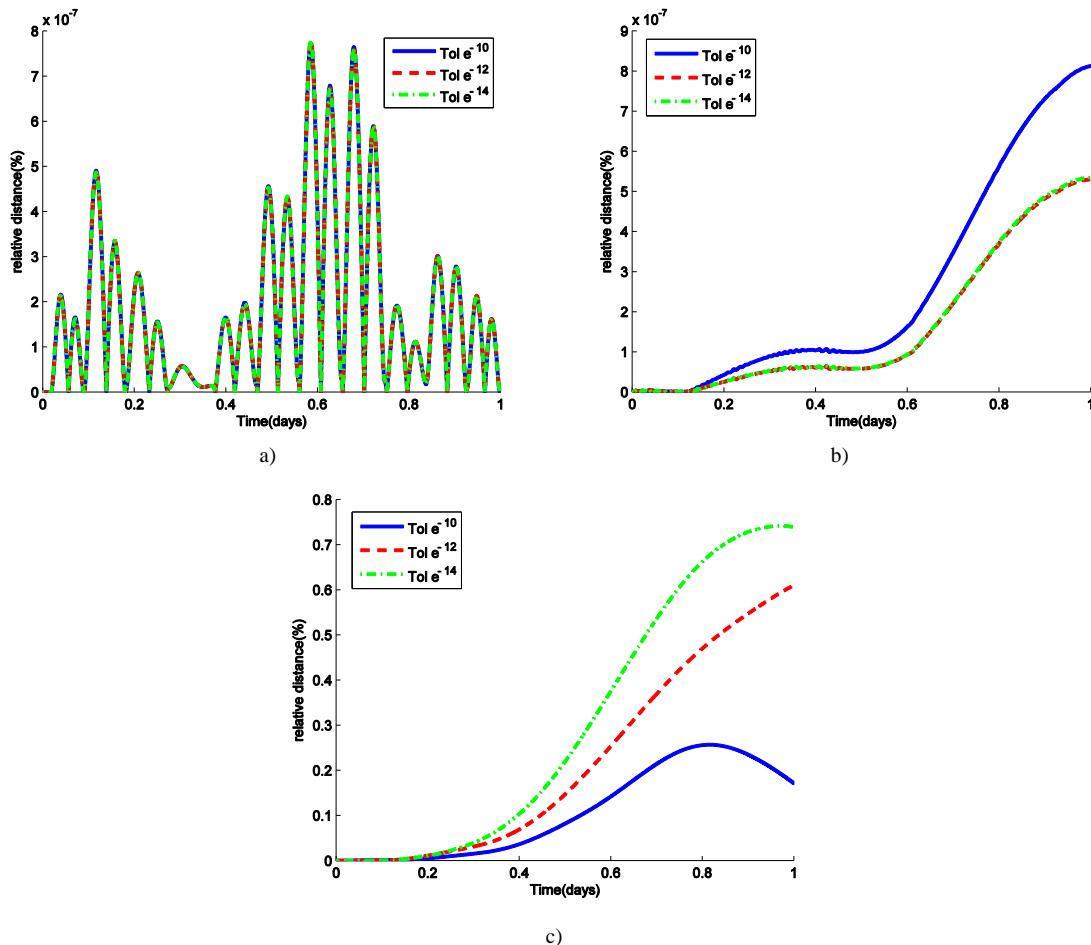 x 10-7
8
7
6
5
4
3
2
1
0
relative distance(%)
0 0.2 0.4 0.6 0.8 1
Time(days)
Tol e-10
Tol e-12
Tol e-14
a)
x 10-7
9
8
7
6
5
4
3
2
1
0
relative distance(%)
0 0.2 0.4 0.6 0.8 1
Time(days)
Tol e-10
Tol e-12
Tol e-14
b)
0.8
0.7
0.6
0.5
0.4
0.3
0.2
0.1
0
relative distance(%)
0 0.2 0.4 0.6 0.8 1
Time(days)
Tol e-10
Tol e-12
Tol e-14
c)